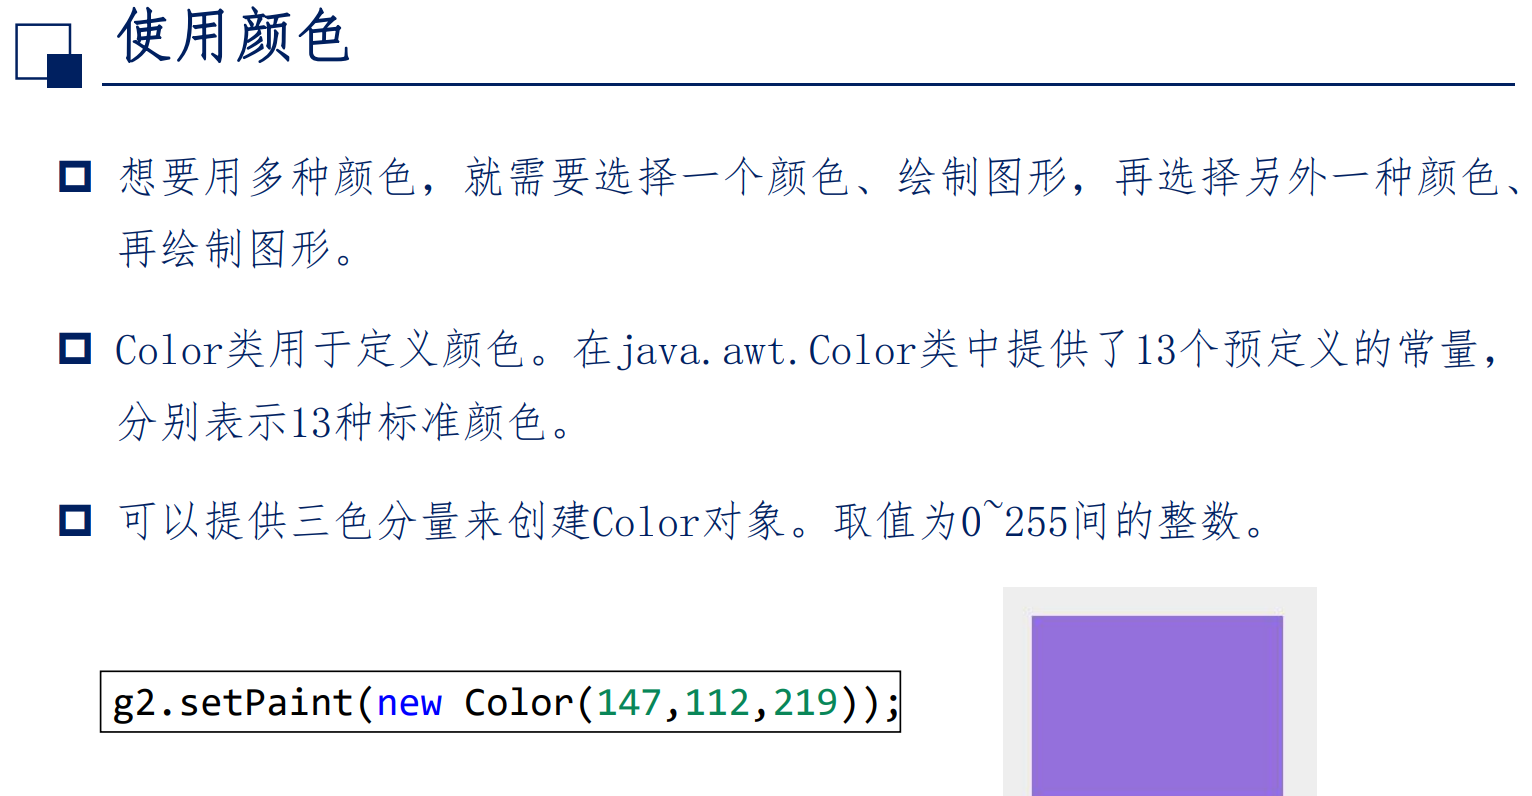 使用颜色
想要用多种颜色，就需要选择一个颜色、绘制图形，再选择另外一种颜色、
再绘制图形。
Color类用于定义颜色。在java.awt.Color类中提供了13个预定义的常量，
分别表示13种标准颜色。
可以提供三色分量来创建Color对象。取值为0~255间的整数。
g2.setPaint(new Color(147,112,219));